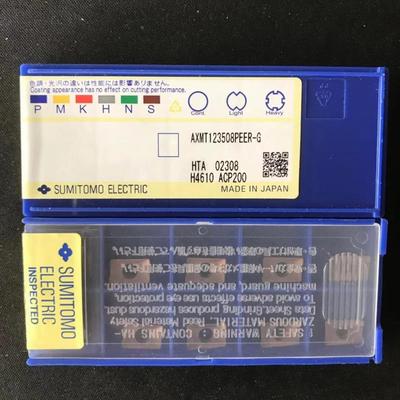 色調・光沢の違いは性能には影響ありません。
Coating appearance has no effect on cutting performance.
P M K H N S
Cont. Light Heavy
AXMT123508PEER-G
HTA 02308
H4610 ACP200
SUMITOMO ELECTRIC
MADE IN JAPAN
SUMITOMO
ELECTRIC
INSPECTED
! SAFETY WARNING : CONTAINS HA-
ZARDOUS MATERIAL. Read Material Safety
Data Sheet. Grinding produces hazardous dust.
To avoid adverse effects use eye protection,
machine guard, and adequate ventilation.